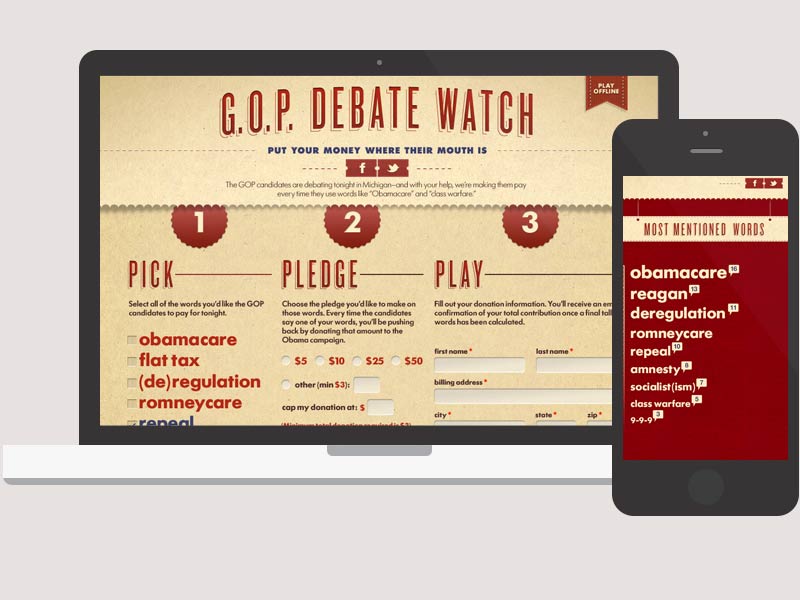 PLAY
OFFLINE
G.O.P. DEBATE WATCH
PUT YOUR MONEY WHERE THEIR MOUTH IS
f
The GOP candidates are debating tonight in Michigan–and with your help, we're making them pay
every time they use words like "Obamacare" and "class warfare".
1
2
3
PICK
PLEDGE
PLAY
Select all of the words you'd like the GOP
candidates to pay for tonight.
obamacare
flat tax
(de)regulation
romneycare
repeal
Choose the pledge you'd like to make on
those words. Every time the candidates
say one of your words, you'll be pushing
back by donating that amount to the
Obama campaign.
$5 $10 $25 $50
other (min $3):
cap my donation at: $
(Minimum total donation required is $3)
Fill out your donation information. You'll receive an em
confirmation of your total contribution once a final tall
words has been calculated.
first name * last name *
billing address *
city * state * zip *
f
MOST MENTIONED WORDS
obamacare 16
reagan 13
deregulation 11
romneycare
repeal 10
amnesty 8
socialist(ism) 7
class warfare 5
9-9-9 3